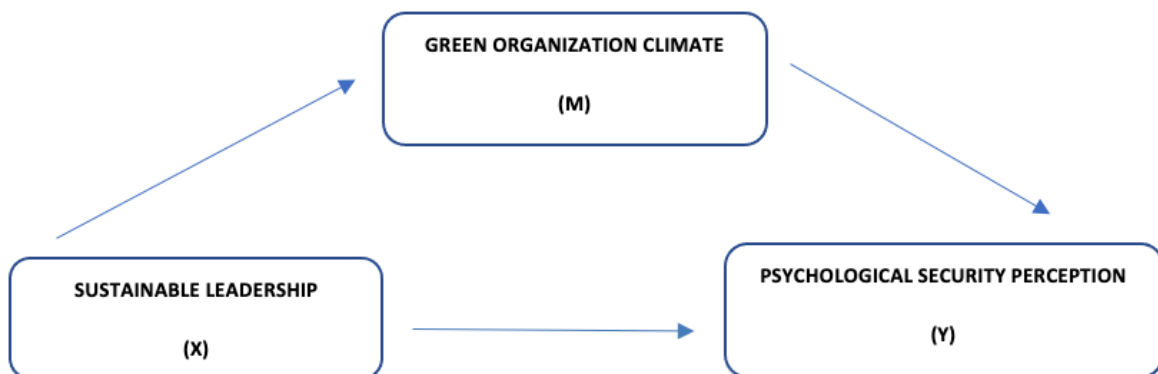 GREEN ORGANIZATION CLIMATE
(M)
SUSTAINABLE LEADERSHIP
(X)
PSYCHOLOGICAL SECURITY PERCEPTION
(Y)